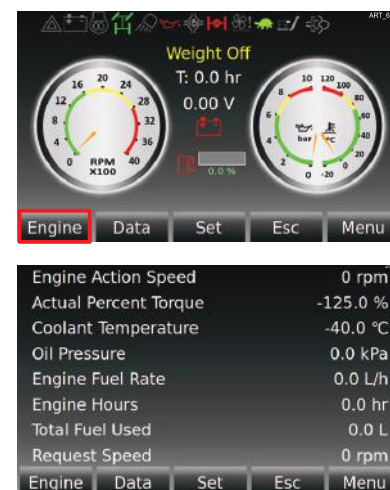 ART_6
Weight Off
T: 0.0 hr
0.00 V
0.0 %
0 4 8 12 16 20 24 28 32 36 40
RPM
X100
0 2 4 6 8 10
bar
-20 0 20 40 60 80 100 120
°C
Engine Data Set Esc Menu
Engine Action Speed 0 rpm
Actual Percent Torque -125.0 %
Coolant Temperature -40.0 °C
Oil Pressure 0.0 kPa
Engine Fuel Rate 0.0 L/h
Engine Hours 0.0 hr
Total Fuel Used 0.0 L
Request Speed 0 rpm
Engine Data Set Esc Menu